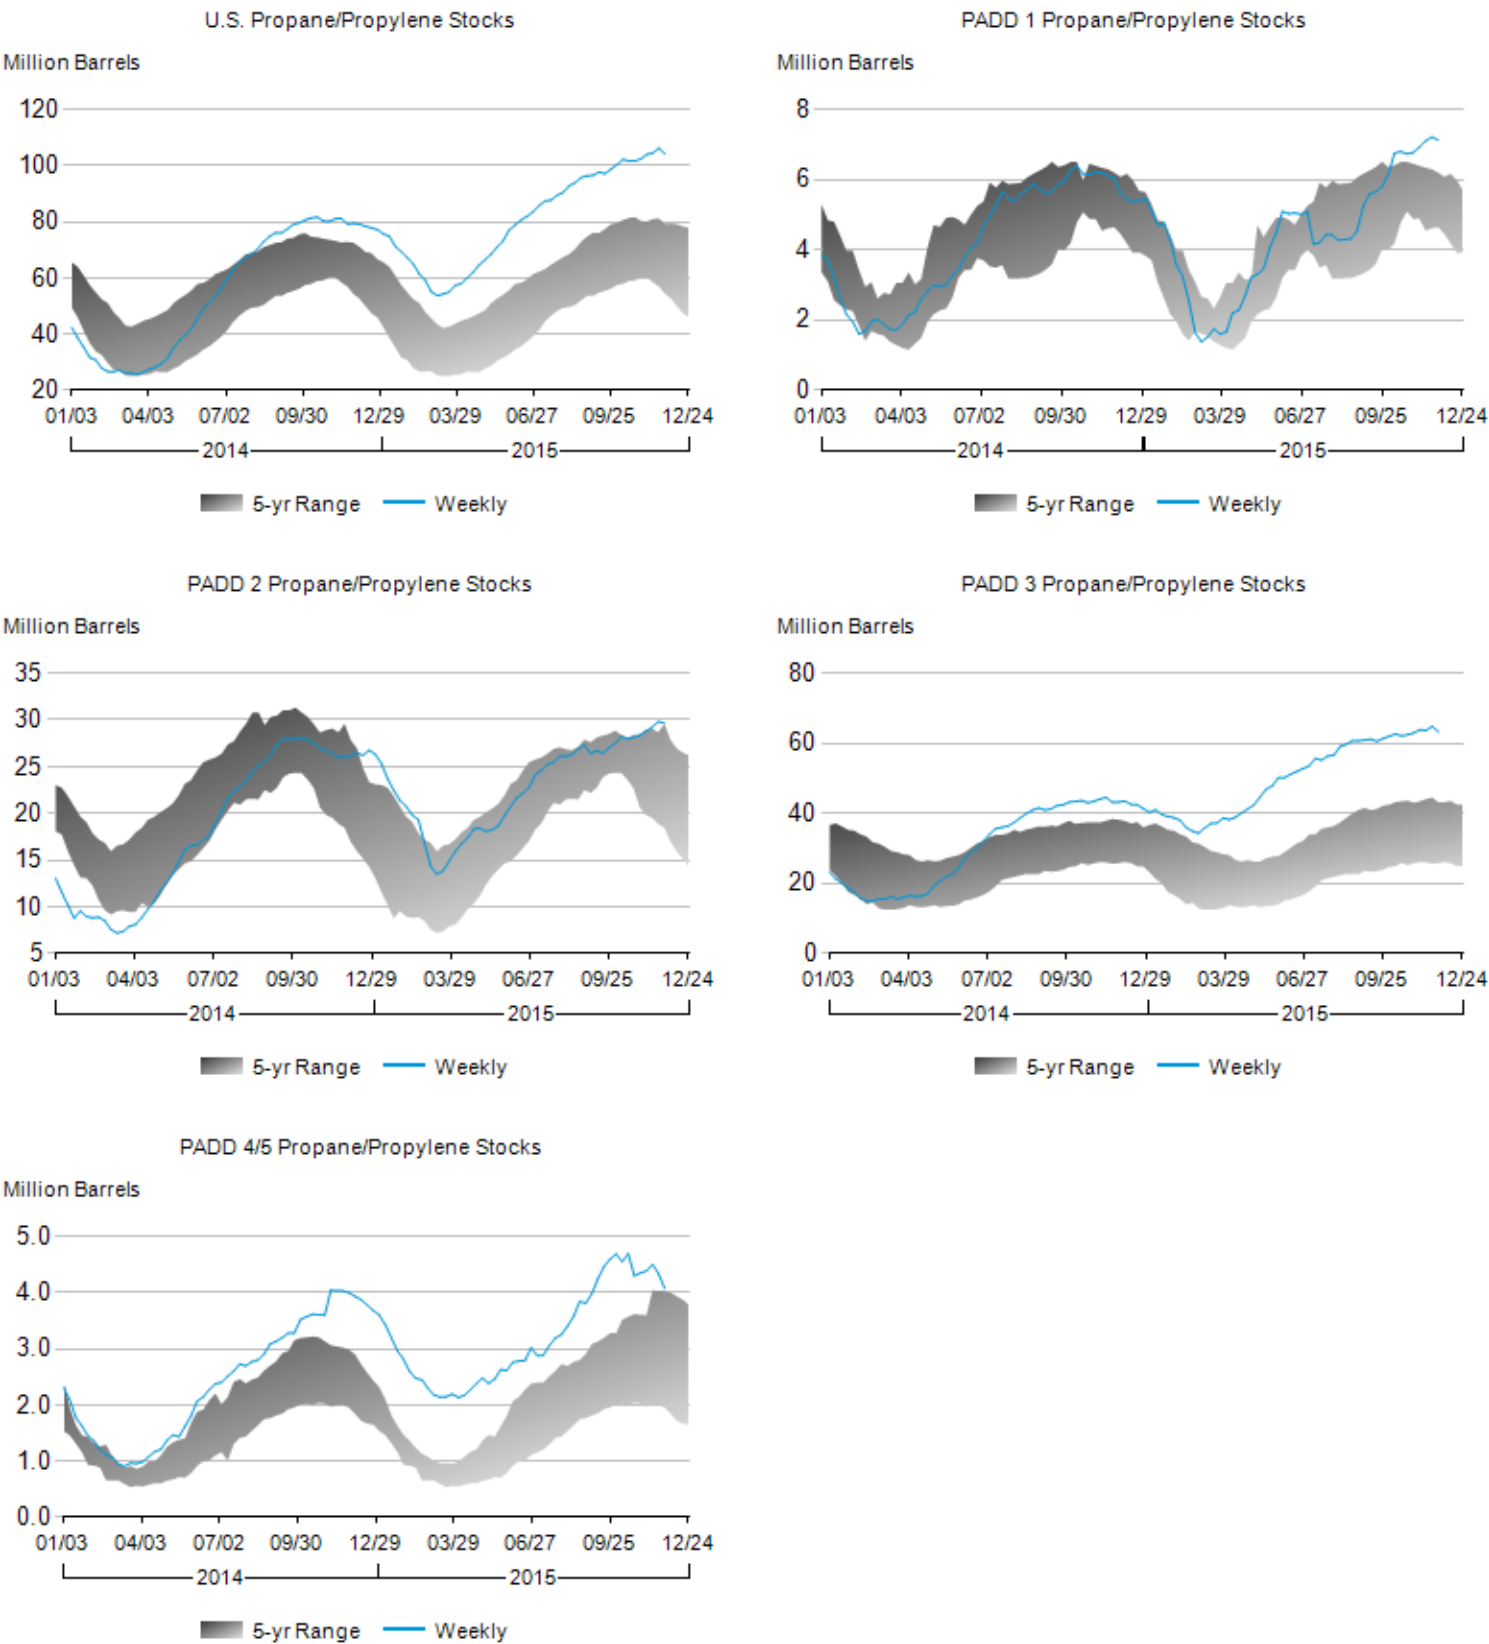 U.S. Propane/Propylene Stocks
Million Barrels
120
100
80
60
40
20
01/03 04/03 07/02 09/30 12/29 03/29 06/27 09/25 12/24
2014 2015
5-yr Range Weekly
PADD 1 Propane/Propylene Stocks
Million Barrels
8
6
4
2
0
01/03 04/03 07/02 09/30 12/29 03/29 06/27 09/25 12/24
2014 2015
5-yr Range Weekly
PADD 2 Propane/Propylene Stocks
Million Barrels
35
30
25
20
15
10
5
01/03 04/03 07/02 09/30 12/29 03/29 06/27 09/25 12/24
2014 2015
5-yr Range Weekly
PADD 3 Propane/Propylene Stocks
Million Barrels
80
60
40
20
0
01/03 04/03 07/02 09/30 12/29 03/29 06/27 09/25 12/24
2014 2015
5-yr Range Weekly
PADD 4/5 Propane/Propylene Stocks
Million Barrels
5.0
4.0
3.0
2.0
1.0
0.0
01/03 04/03 07/02 09/30 12/29 03/29 06/27 09/25 12/24
2014 2015
5-yr Range Weekly